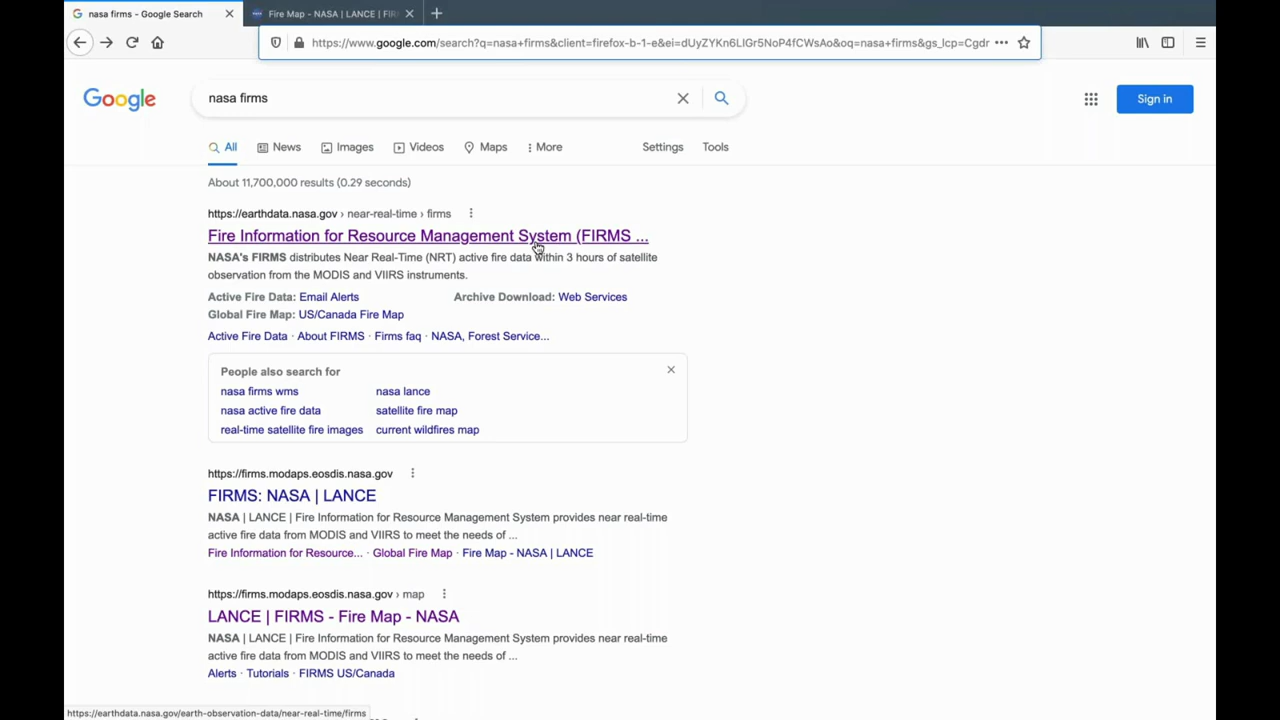 nasa firms - Google Search
Fire Map - NASA | LANCE | FIR
https://www.google.com/search?q=nasa+firms&client=firefox-b-1-e&ei=dUyZYKn6LIGr5NoP4fCWsAo&oq=nasa+firms&gs_lcp=Cgdr
Google
nasa firms
Sign in
All News Images Videos Maps More Settings Tools
About 11,700,000 results (0.29 seconds)
https://earthdata.nasa.gov › near-real-time › firms
Fire Information for Resource Management System (FIRMS ...
NASA's FIRMS distributes Near Real-Time (NRT) active fire data within 3 hours of satellite
observation from the MODIS and VIIRS instruments.
Active Fire Data: Email Alerts Archive Download: Web Services
Global Fire Map: US/Canada Fire Map
Active Fire Data · About FIRMS · Firms faq · NASA, Forest Service...
People also search for
nasa firms wms nasa lance
nasa active fire data satellite fire map
real-time satellite fire images current wildfires map
https://firms.modaps.eosdis.nasa.gov
FIRMS: NASA | LANCE
NASA | LANCE | Fire Information for Resource Management System provides near real-time
active fire data from MODIS and VIIRS to meet the needs of ...
Fire Information for Resource... · Global Fire Map · Fire Map - NASA | LANCE
https://firms.modaps.eosdis.nasa.gov › map
LANCE | FIRMS - Fire Map - NASA
NASA | LANCE | Fire Information for Resource Management System provides near real-time
active fire data from MODIS and VIIRS to meet the needs of ...
Alerts · Tutorials · FIRMS US/Canada
https://earthdata.nasa.gov/earth-observation-data/near-real-time/firms